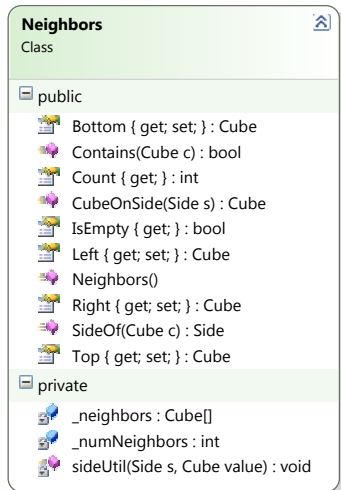 Neighbors
Class
public
Bottom { get; set; } : Cube
Contains(Cube c) : bool
Count { get; } : int
CubeOnSide(Side s) : Cube
IsEmpty { get; } : bool
Left { get; set; } : Cube
Neighbors()
Right { get; set; } : Cube
SideOf(Cube c) : Side
Top { get; set; } : Cube
private
_neighbors : Cube[]
_numNeighbors : int
sideUtil(Side s, Cube value) : void